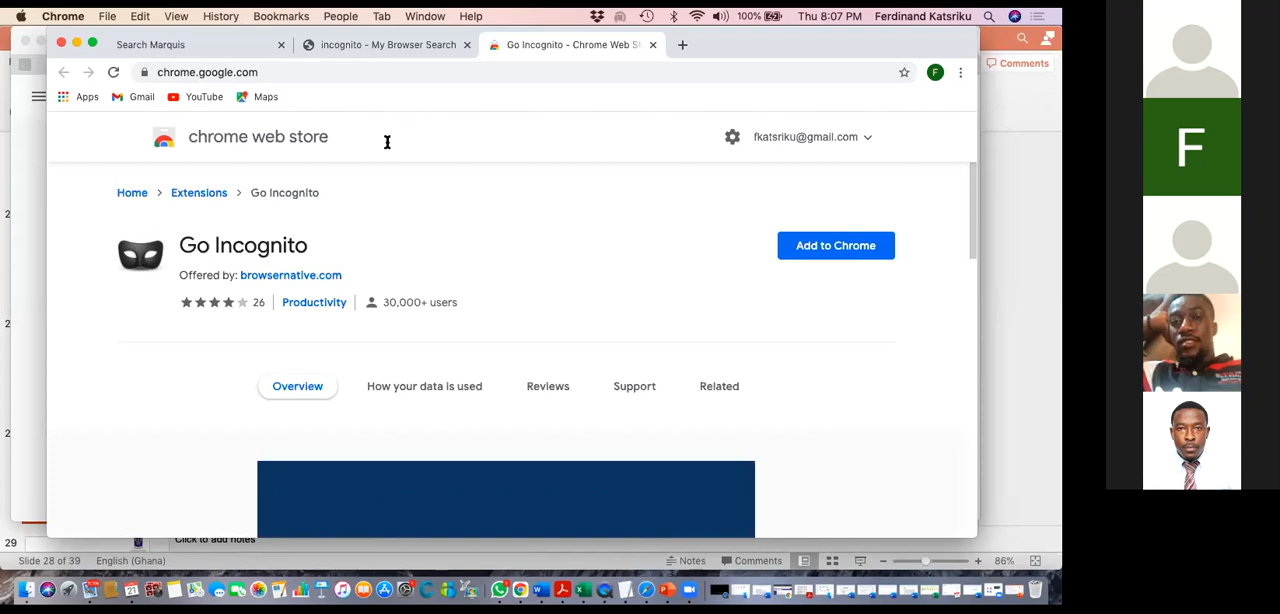 Chrome File Edit View History Bookmarks People Tab Window Help 100% Thu 8:07 PM Ferdinand Katsriku
Search Marquis incognito - My Browser Search Go Incognito - Chrome Web S
Comments
chrome.google.com F
Apps Gmail YouTube Maps
chrome web store fkatsriku@gmail.com
Home > Extensions > Go Incognito
Go Incognito Add to Chrome
Offered by: browsernative.com
26 Productivity 30,000+ users
Overview How your data is used Reviews Support Related
29 Click to add notes
Slide 28 of 39 English (Ghana) Notes Comments 86%
F